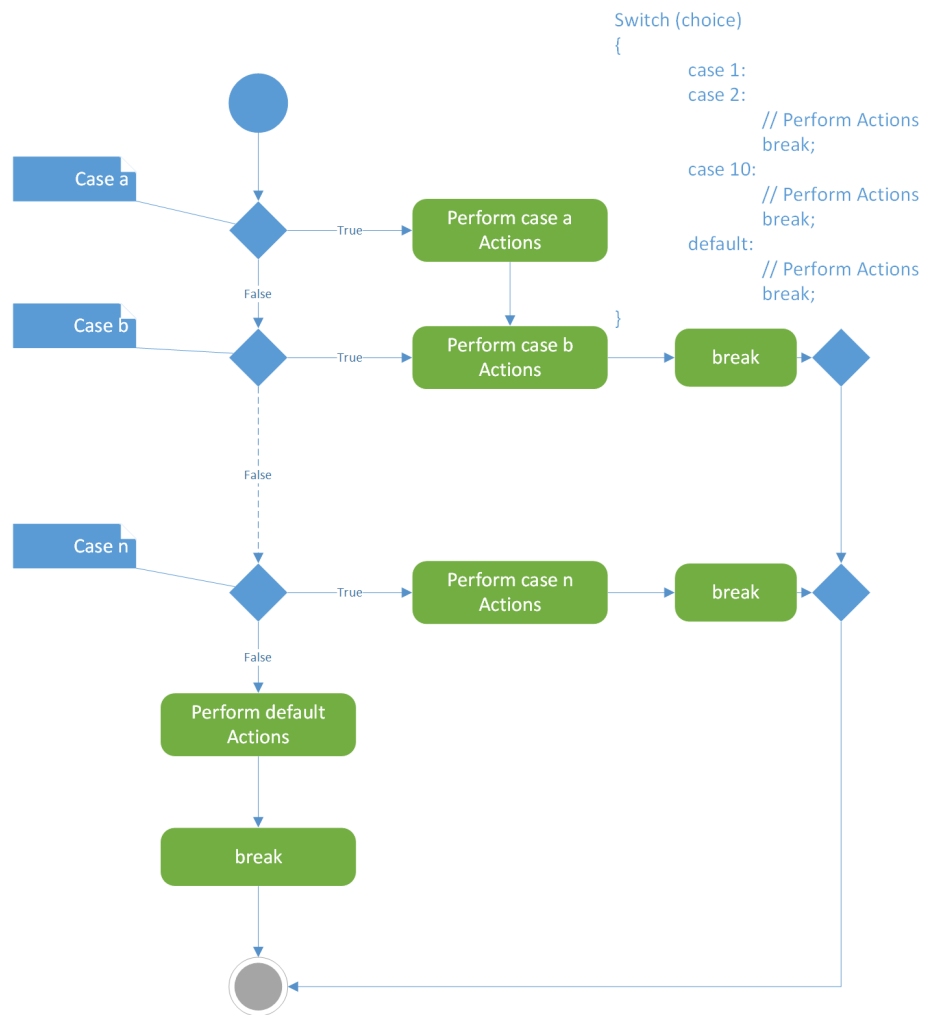 Switch (choice)
{
case 1:
case 2:
// Perform Actions
break;
case 10:
// Perform Actions
break;
default:
// Perform Actions
break;
}
Case a
True
Perform case a
Actions
False
Case b
True
Perform case b
Actions
break
False
Case n
True
Perform case n
Actions
break
False
Perform default
Actions
break